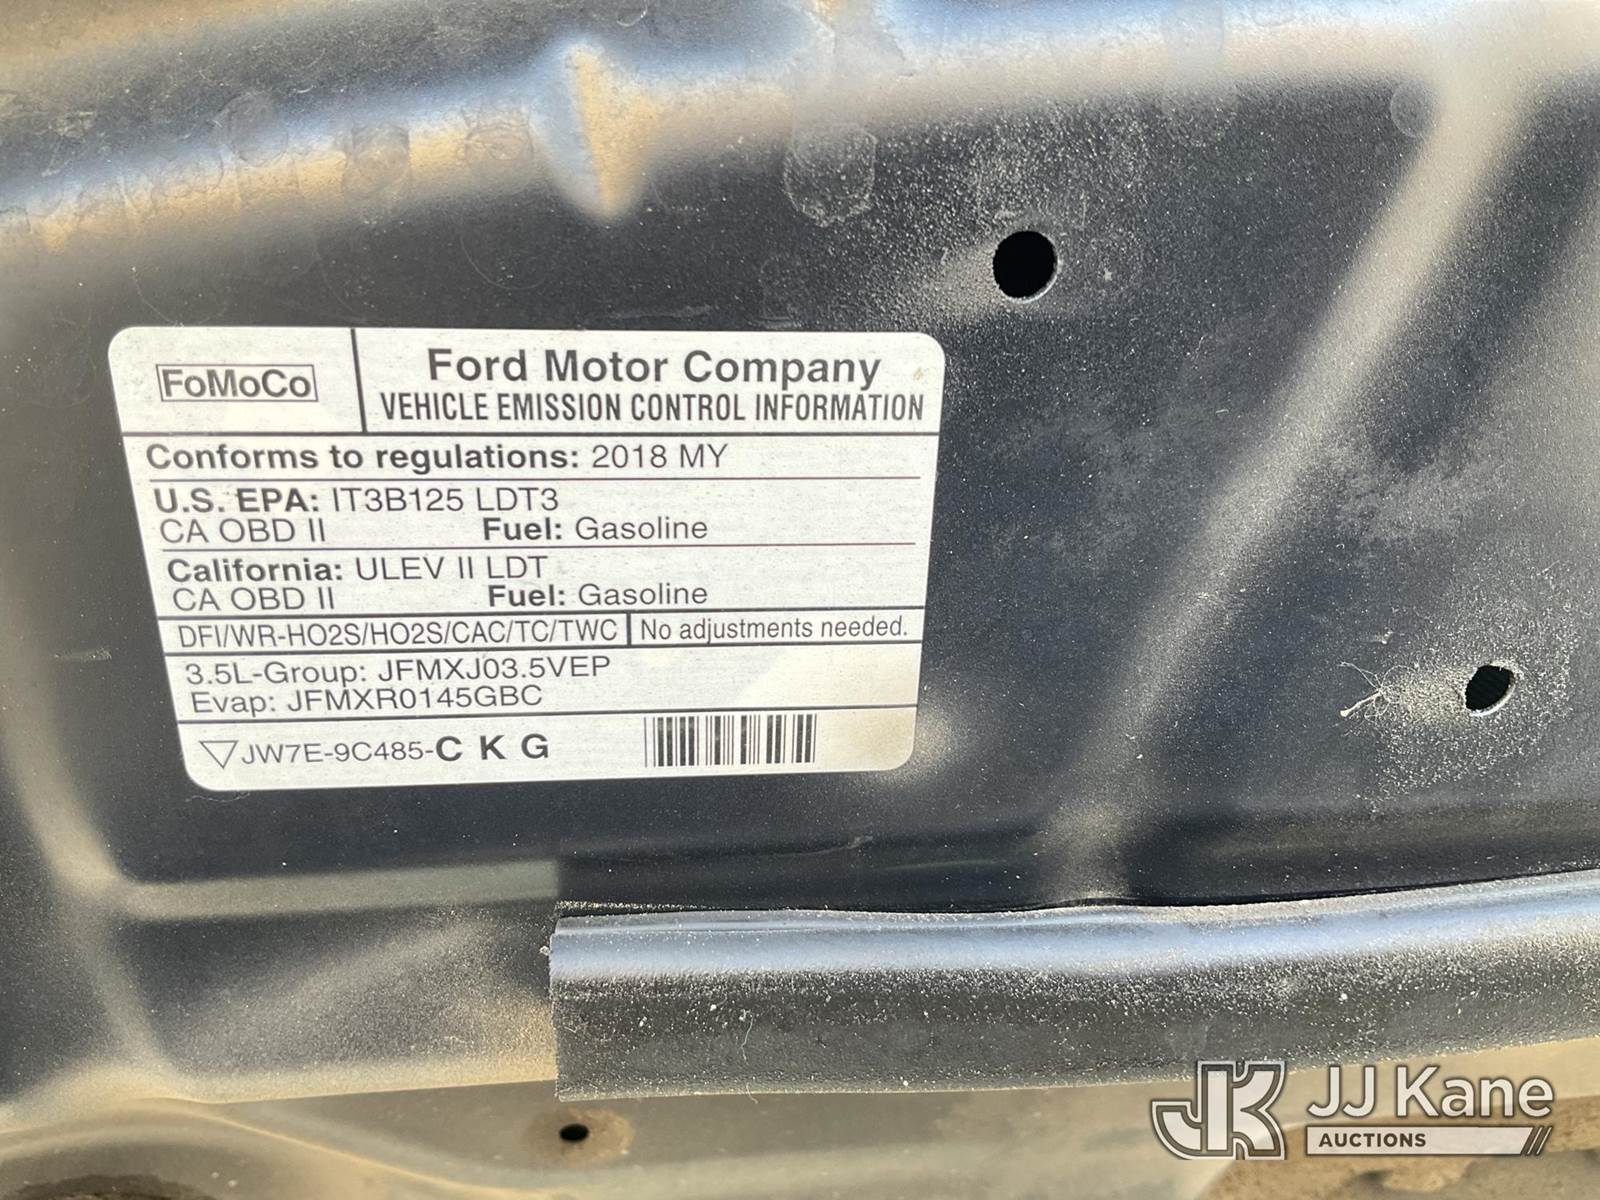 FoMoCo
Ford Motor Company
VEHICLE EMISSION CONTROL INFORMATION
Conforms to regulations: 2018 MY
U.S. EPA: IT3B125 LDT3
CA OBD II Fuel: Gasoline
California: ULEV II LDT
CA OBD II Fuel: Gasoline
DFI/WR-HO2S/HO2S/CAC/TC/TWC No adjustments needed.
3.5L-Group: JFMXJ03.5VEP
Evap: JFMXR0145GBC
JW7E-9C485-C K G
JK JJ Kane
AUCTIONS